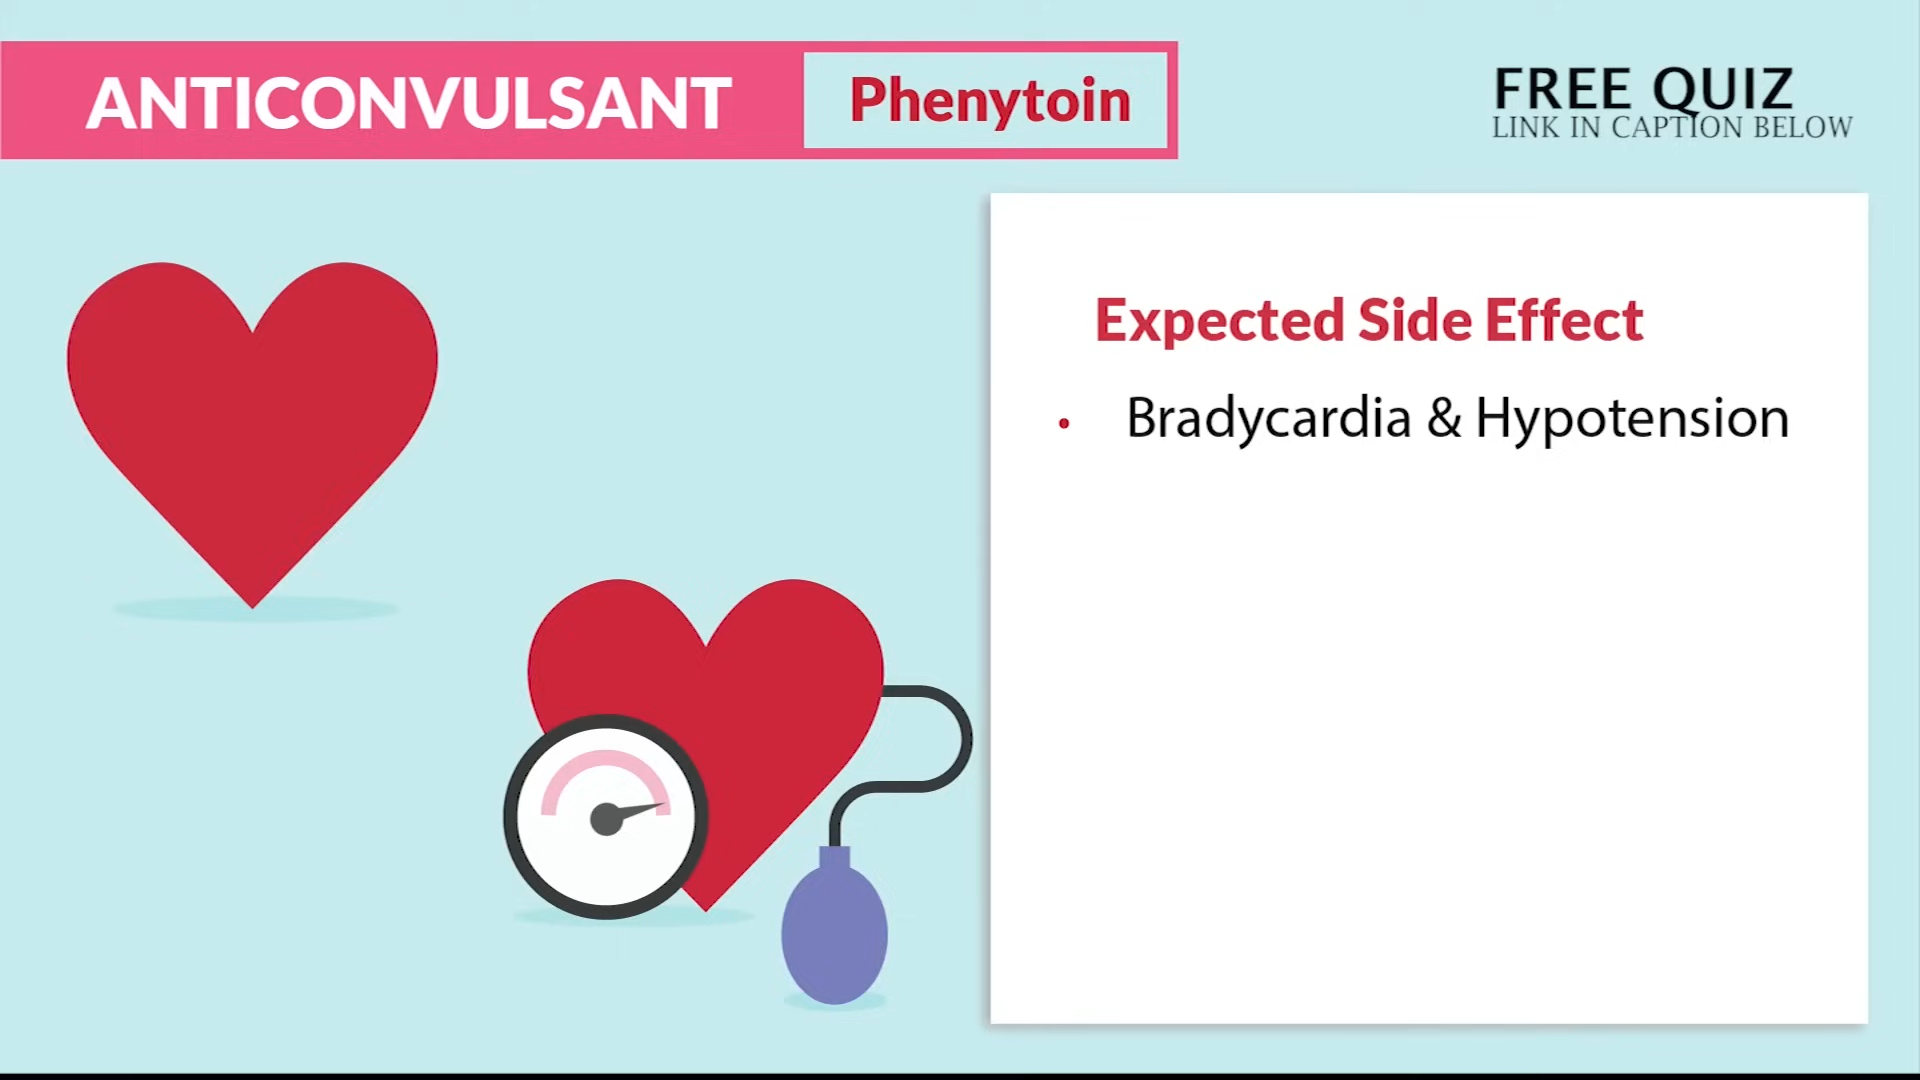 ANTICONVULSANT Phenytoin
FREE QUIZ
LINK IN CAPTION BELOW
Expected Side Effect
• Bradycardia & Hypotension